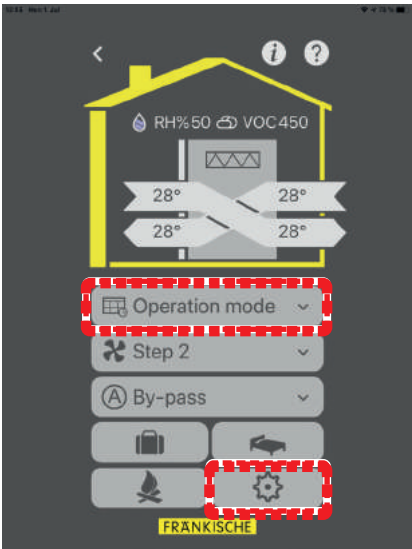 RH%50 VOC450
28° 28°
28° 28°
Operation mode
Step 2
A By-pass
FRÄNKISCHE